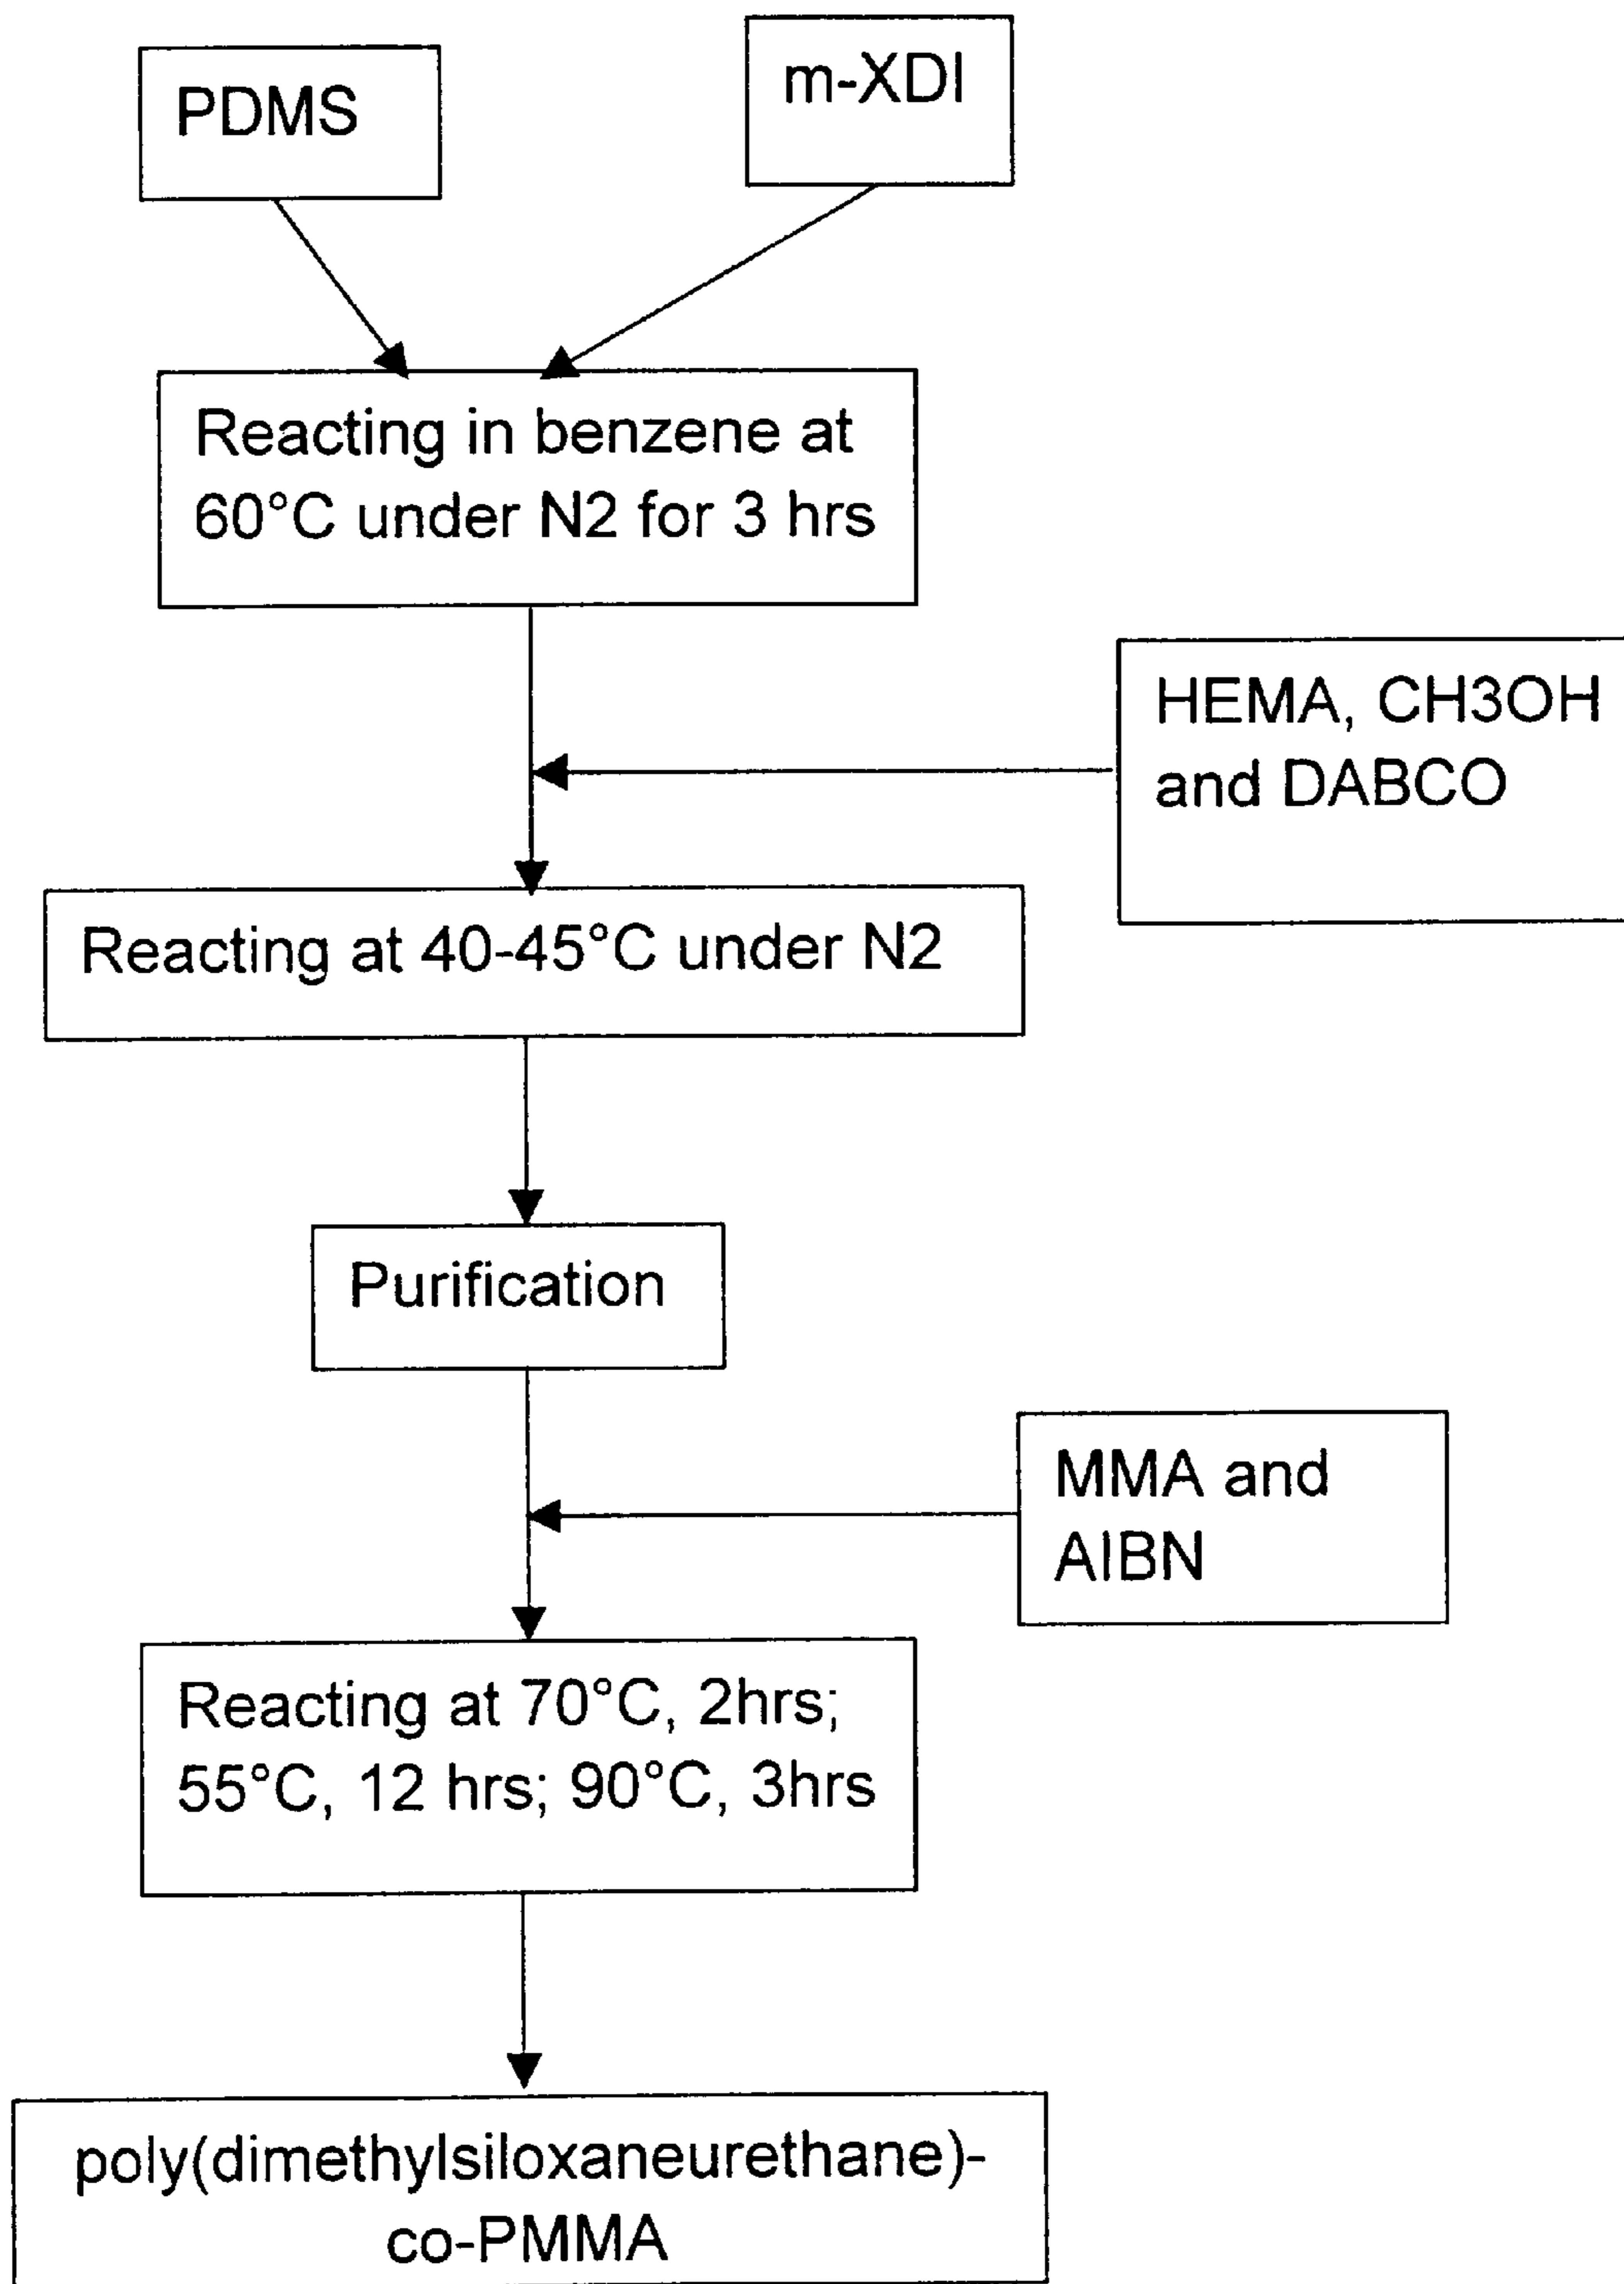 PDMS
m-XDI
Reacting in benzene at
60°C under N2 for 3 hrs
HEMA, CH3OH
and DABCO
Reacting at 40-45°C under N2
Purification
MMA and
AIBN
Reacting at 70°C, 2hrs;
55°C, 12 hrs; 90°C, 3hrs
poly(dimethylsiloxaneurethane)-
co-PMMA